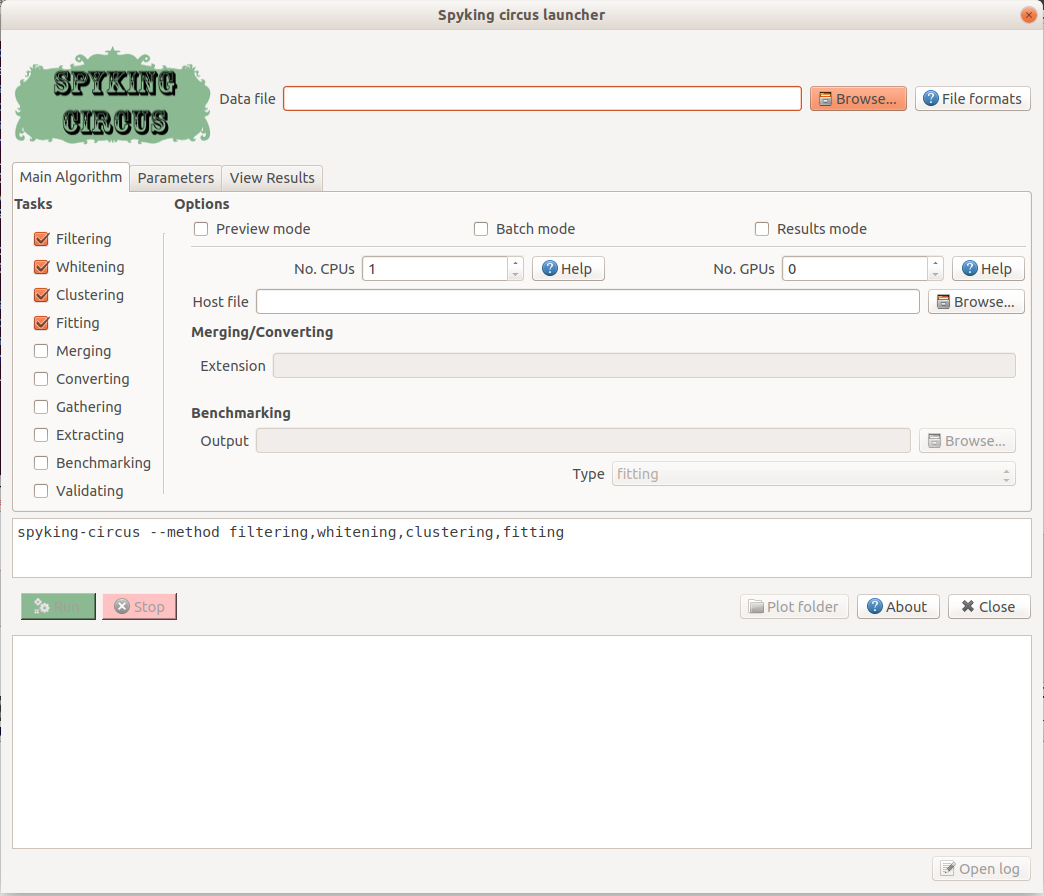 Spyking circus launcher
SPYKING
CIRCUS
Data file
Browse...
File formats
Main Algorithm
Parameters
View Results
Tasks
Filtering
Whitening
Clustering
Fitting
Merging
Converting
Gathering
Extracting
Benchmarking
Validating
Options
Preview mode
Batch mode
Results mode
No. CPUs
1
Help
No. GPUs
0
Help
Host file
Browse...
Merging/Converting
Extension
Benchmarking
Output
Browse...
Type
fitting
spyking-circus --method filtering,whitening,clustering,fitting
Run
Stop
Plot folder
About
Close
Open log